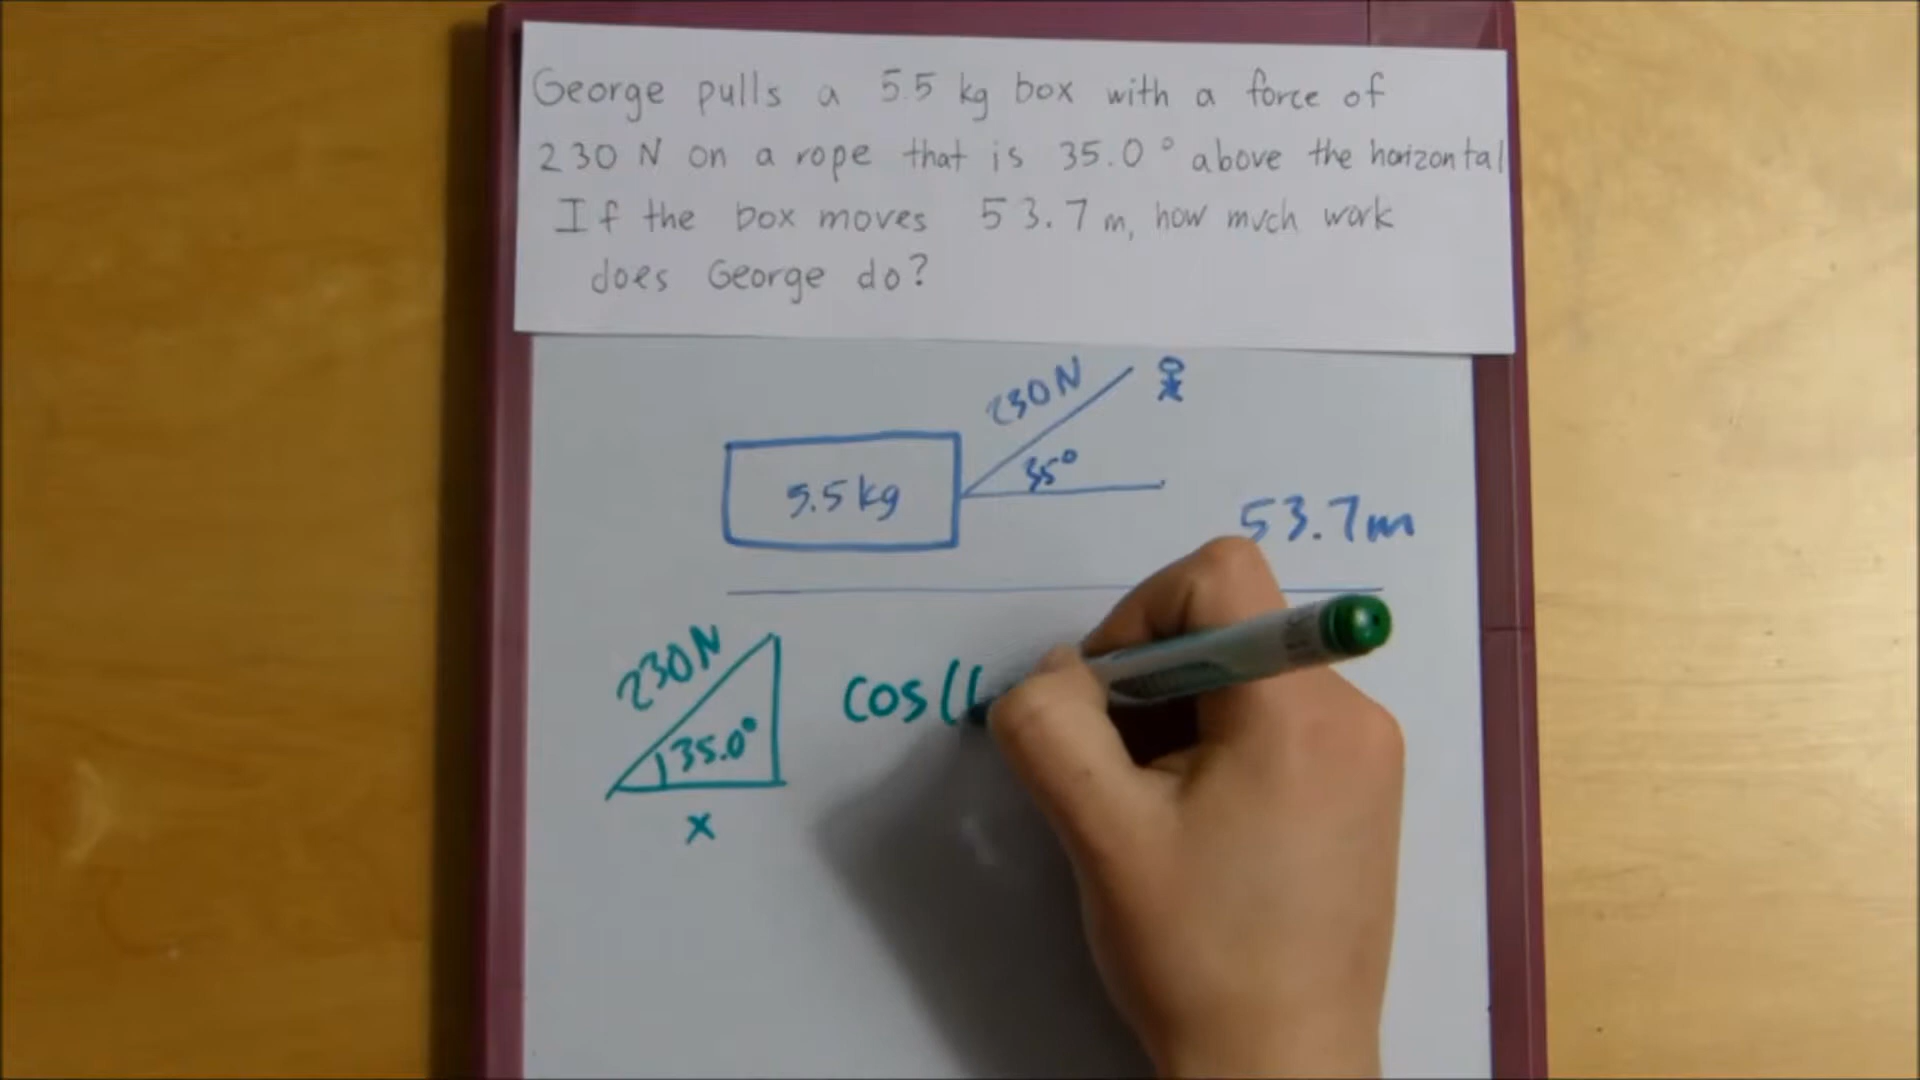 George pulls a 5.5 kg box with a force of
230 N on a rope that is 35.0° above the horizontal
If the box moves 53.7 m, how much work
does George do?
230N
35°
5.5 kg
53.7m
230N
35.0°
x
cos(